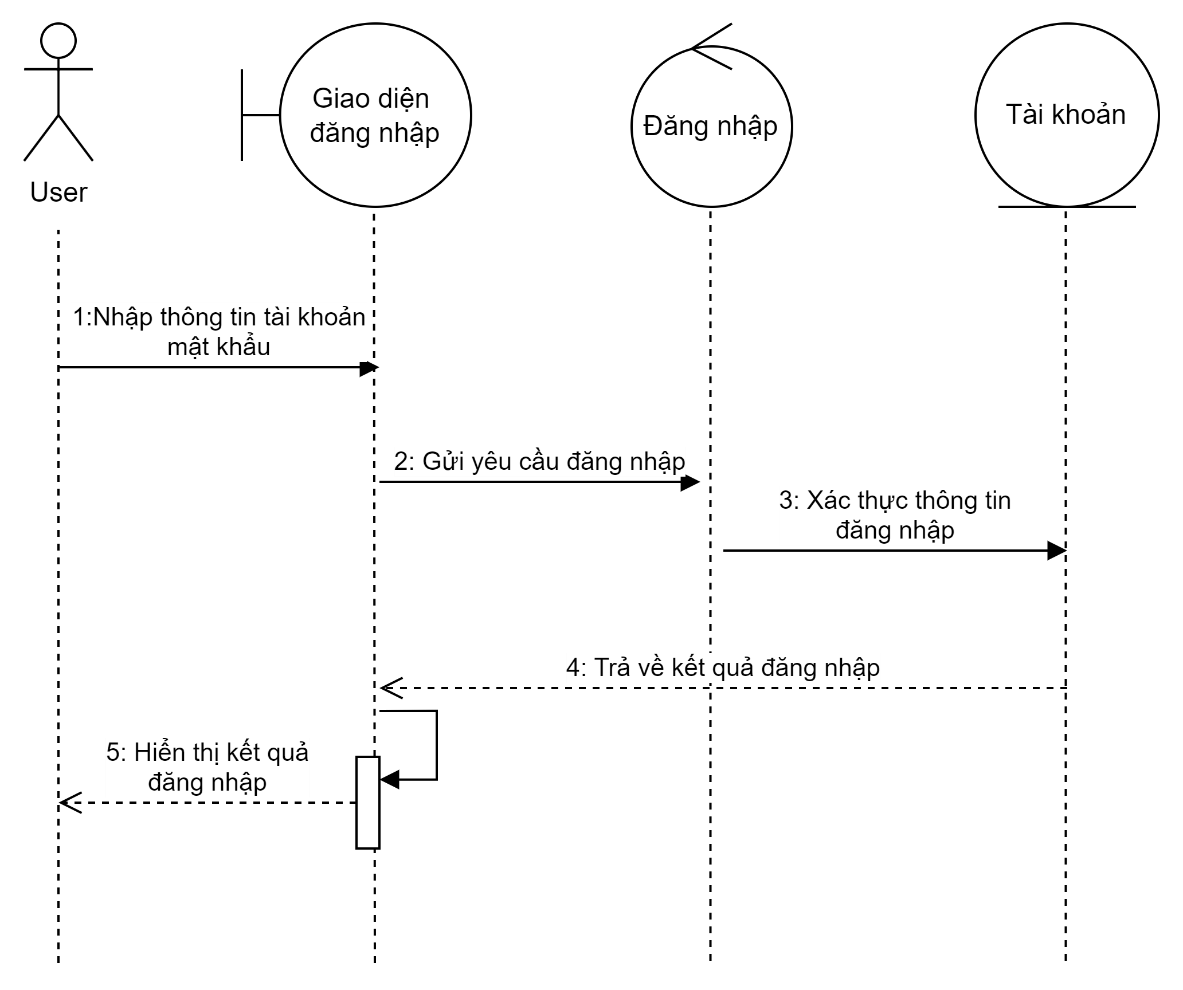 Giao diện
đăng nhập
Đăng nhập
Tài khoản
User
1:Nhập thông tin tài khoản
mật khẩu
2: Gửi yêu cầu đăng nhập
3: Xác thực thông tin
đăng nhập
4: Trả về kết quả đăng nhập
5: Hiển thị kết quả
đăng nhập